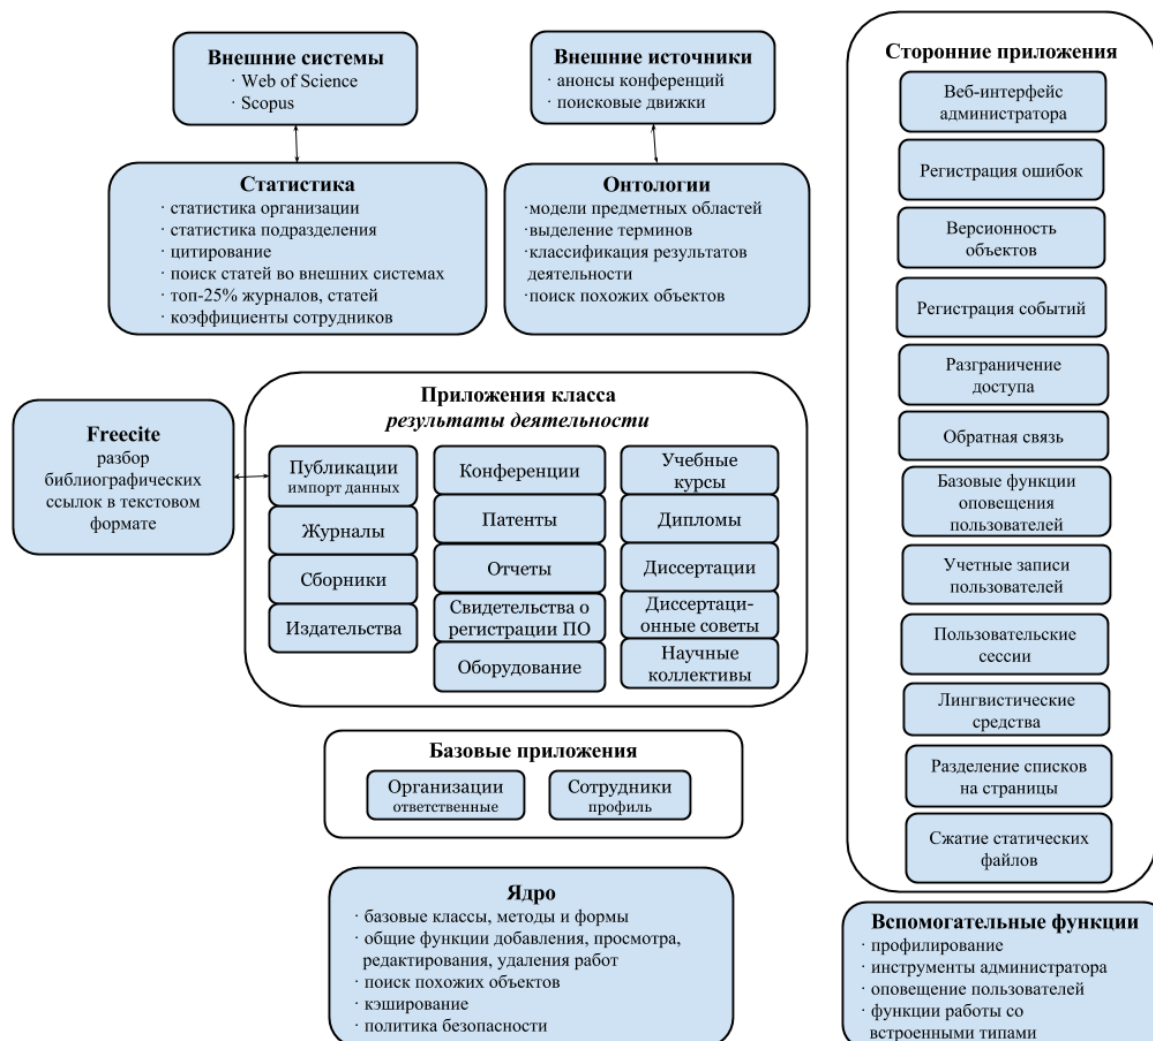 Внешние системы
· Web of Science
· Scopus
Внешние источники
· анонсы конференций
· поисковые движки
Статистика
· статистика организации
· статистика подразделения
· цитирование
· поиск статей во внешних системах
· топ-25% журналов, статей
· коэффициенты сотрудников
Онтологии
·модели предметных областей
·выделение терминов
·классификация результатов
деятельности
·поиск похожих объектов
Freecite
разбор
библиографических
ссылок в текстовом
формате
Приложения класса
результаты деятельности
Публикации
импорт данных
Журналы
Сборники
Издательства
Конференции
Патенты
Отчеты
Свидетельства о
регистрации ПО
Оборудование
Учебные
курсы
Дипломы
Диссертации
Диссертаци-
онные советы
Научные
коллективы
Базовые приложения
Организации
ответственные
Сотрудники
профиль
Ядро
· базовые классы, методы и формы
· общие функции добавления, просмотра,
редактирования, удаления работ
· поиск похожих объектов
· кэширование
· политика безопасности
Сторонние приложения
Веб-интерфейс
администратора
Регистрация ошибок
Версионность
объектов
Регистрация событий
Разграничение
доступа
Обратная связь
Базовые функции
оповещения
пользователей
Учетные записи
пользователей
Пользовательские
сессии
Лингвистические
средства
Разделение списков
на страницы
Сжатие статических
файлов
Вспомогательные функции
· профилирование
· инструменты администратора
· оповещение пользователей
· функции работы со
встроенными типами